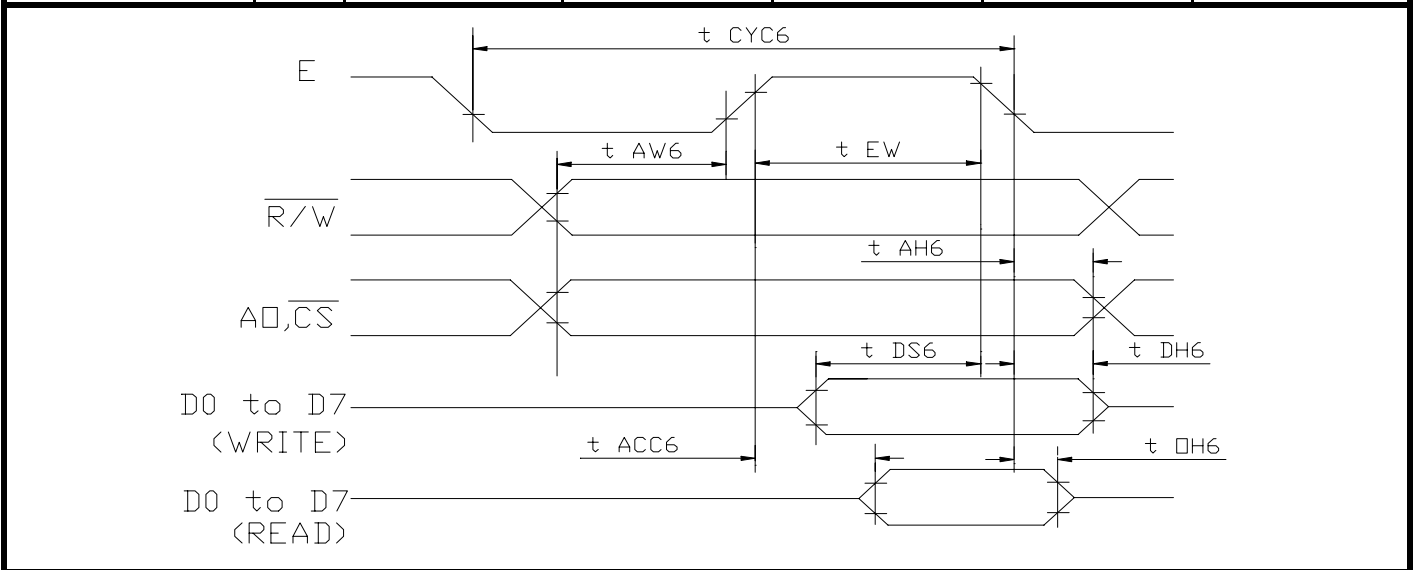 t CYC6
E
t AW6
t EW
R/W
t AH6
A0,CS
t DS6
t DH6
D0 to D7
(WRITE)
t ACC6
t OH6
D0 to D7
(READ)